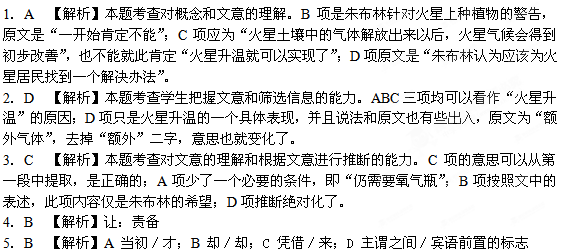 1. A 【解析】本题考查对概念和文意的理解。B 项是朱布林针对火星上种植物的警告，
原文是“一开始肯定不能”；C 项应为“火星土壤中的气体解放出来以后，火星气候会得到
初步改善”，也不能就此肯定“火星升温就可以实现了”；D 项原文是“朱布林认为应该为火
星居民找到一个解决办法”。
2. D 【解析】本题考查学生把握文意和筛选信息的能力。ABC 三项均可以看作“火星升
温”的原因；D 项只是火星升温的一个具体表现，并且说法和原文也有些出入，原文为“额
外气体”，去掉“额外”二字，意思也就变化了。
3. C 【解析】本题考查对文意的理解和根据文意进行推断的能力。C 项的意思可以从第
一段中提取，是正确的；A 项少了一个必要的条件，即“仍需要氧气瓶”；B 项按照文中的
表述，此项内容仅是朱布林的希望；D 项推断绝对化了。
4. B 【解析】让：责备
5. B 【解析】A 当初／才；B 却／却；C 凭借／来；D 主谓之间／宾语前置的标志